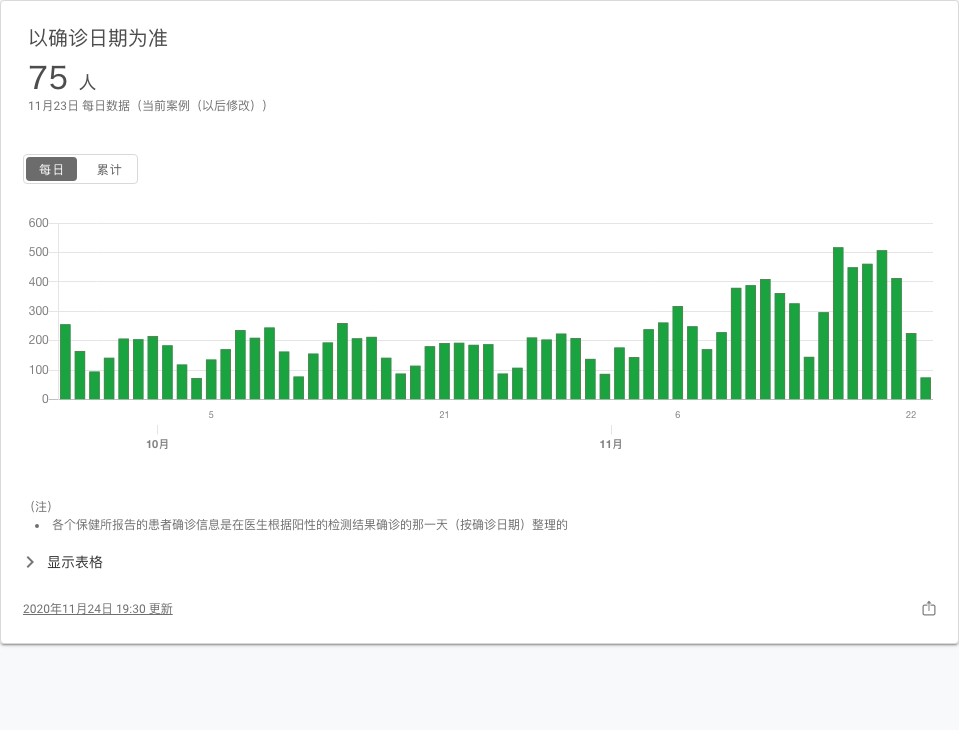 以确诊日期为准
75 人
11月23日 每日数据（当前案例（以后修改））
每日 累计
600
500
400
300
200
100
0
5 21 6 22
10月 11月
（注）
• 各个保健所报告的患者确诊信息是在医生根据阳性的检测结果确诊的那一天（按确诊日期）整理的
显示表格
2020年11月24日 19:30 更新